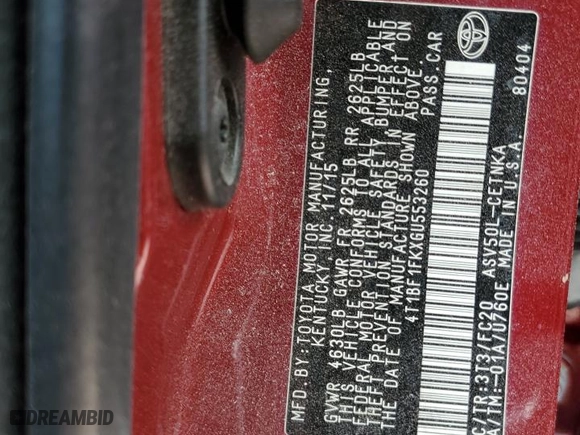 MFD.BY:TOYOTA MOTOR MANUFACTURING,
KENTUCKY, INC. 11/15
GVWR 4630LB GAWR FR 2625LB RR 2625LB
THIS VEHICLE CONFORMS TO ALL APPLICABLE
FEDERAL MOTOR VEHICLE SAFETY, BUMPER AND
THEFT PREVENTION STANDARDS IN EFFECT ON
THE DATE OF MANUFACTURE SHOWN ABOVE.
4T1BF1FKXGU553260 PASS.CAR
C/TR:3T3/FC20 ASV50L-CETNKA
A/TM:-01A/U760E MADE IN U.S.A. 80404
DREAMBID